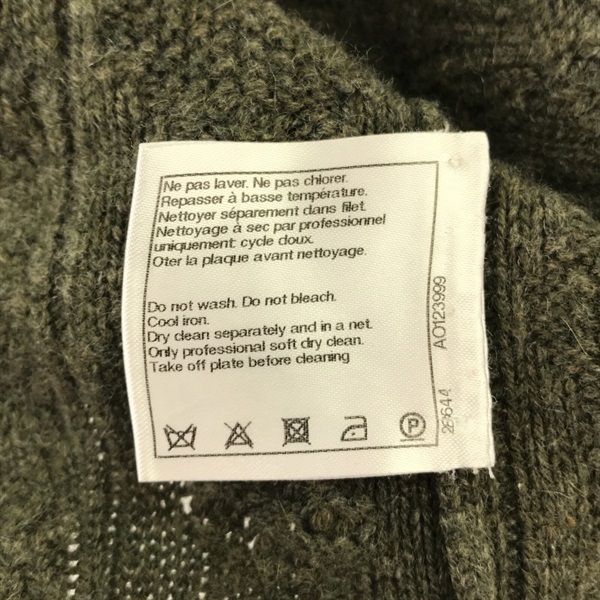 Ne pas laver. Ne pas chlorer.
Repasser à basse température.
Nettoyer séparement dans filet.
Nettoyage à sec par professionnel
uniquement: cycle doux.
Oter la plaque avant nettoyage.
Do not wash. Do not bleach.
Cool iron.
Dry clean separately and in a net.
Only professional soft dry clean.
Take off plate before cleaning
P
AO123999
26644